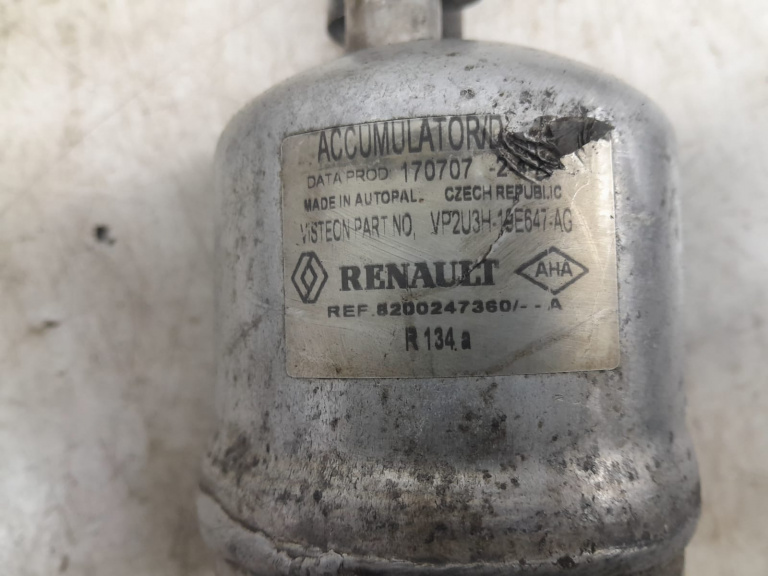 ACCUMULATOR/D
DATA PROD 170707
MADE IN AUTOPAL. CZECH REPUBLIC
VISTEON PART NO, VP2U3H-19E647-AG
RENAULT AHA
REF.8200247360/--.A
R 134.a